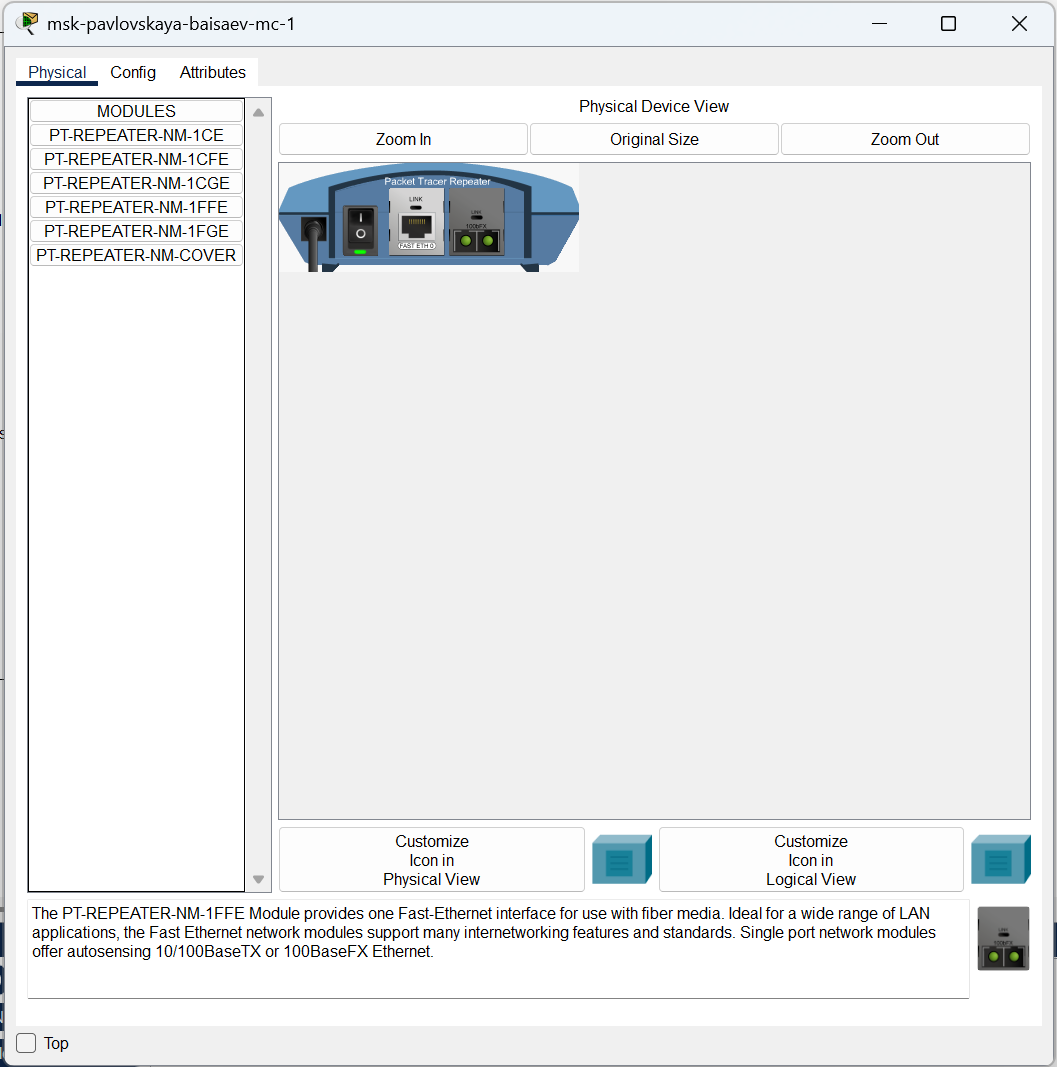 msk-pavlovskaya-baisaev-mc-1
Physical Config Attributes
MODULES
PT-REPEATER-NM-1CE
PT-REPEATER-NM-1CFE
PT-REPEATER-NM-1CGE
PT-REPEATER-NM-1FFE
PT-REPEATER-NM-1FGE
PT-REPEATER-NM-COVER
Physical Device View
Zoom In Original Size Zoom Out
Packet Tracer Repeater
LINK
LINK
100bFX
FAST ETH 0
Customize
Icon in
Physical View
Customize
Icon in
Logical View
The PT-REPEATER-NM-1FFE Module provides one Fast-Ethernet interface for use with fiber media. Ideal for a wide range of LAN
applications, the Fast Ethernet network modules support many internetworking features and standards. Single port network modules
offer autosensing 10/100BaseTX or 100BaseFX Ethernet.
LINK
100bFX
Top